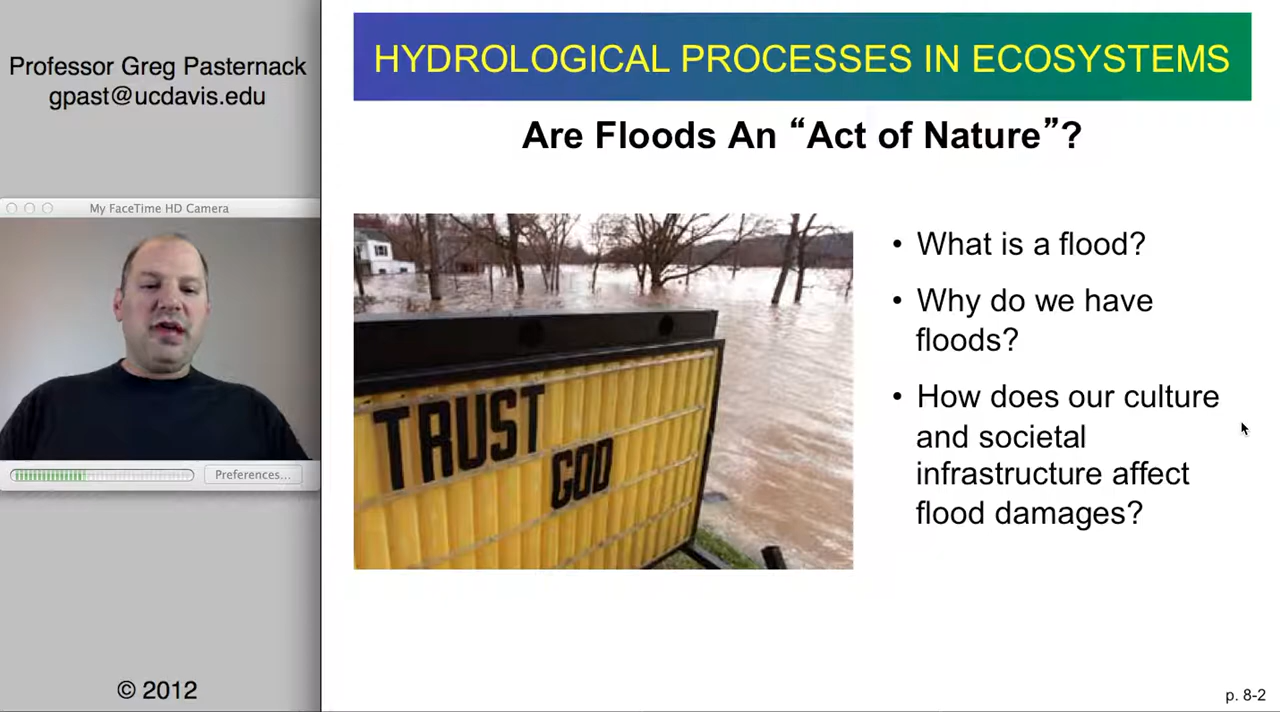 Professor Greg Pasternack
gpast@ucdavis.edu
My FaceTime HD Camera
Preferences...
© 2012
HYDROLOGICAL PROCESSES IN ECOSYSTEMS
Are Floods An “Act of Nature”?
TRUST
GOD
• What is a flood?
• Why do we have
floods?
• How does our culture
and societal
infrastructure affect
flood damages?
p. 8-2